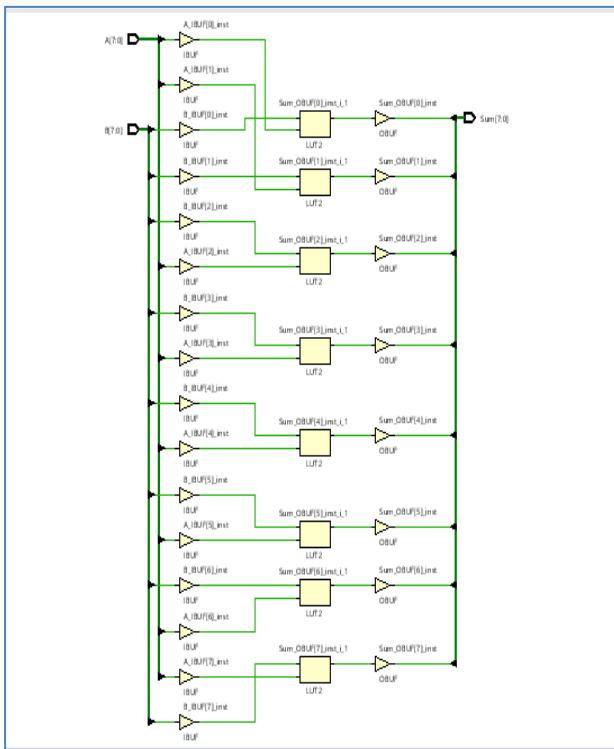 A_IBUF[0]_inst
A[7:0]
IBUF
A_IBUF[1]_inst
IBUF
B_IBUF[0]_inst
Sum_OBUF[0]_inst_i_1
Sum_OBUF[0]_inst
Sum[7:0]
B[7:0]
IBUF
LUT2
OBUF
B_IBUF[1]_inst
Sum_OBUF[1]_inst_i_1
Sum_OBUF[1]_inst
IBUF
LUT2
OBUF
B_IBUF[2]_inst
IBUF
Sum_OBUF[2]_inst_i_1
Sum_OBUF[2]_inst
A_IBUF[2]_inst
IBUF
LUT2
OBUF
B_IBUF[3]_inst
IBUF
Sum_OBUF[3]_inst_i_1
Sum_OBUF[3]_inst
A_IBUF[3]_inst
IBUF
LUT2
OBUF
B_IBUF[4]_inst
IBUF
Sum_OBUF[4]_inst_i_1
Sum_OBUF[4]_inst
A_IBUF[4]_inst
IBUF
LUT2
OBUF
B_IBUF[5]_inst
IBUF
Sum_OBUF[5]_inst_i_1
Sum_OBUF[5]_inst
A_IBUF[5]_inst
IBUF
LUT2
OBUF
B_IBUF[6]_inst
Sum_OBUF[6]_inst_i_1
Sum_OBUF[6]_inst
IBUF
LUT2
OBUF
A_IBUF[6]_inst
IBUF
A_IBUF[7]_inst
Sum_OBUF[7]_inst_i_1
Sum_OBUF[7]_inst
IBUF
LUT2
OBUF
B_IBUF[7]_inst
IBUF